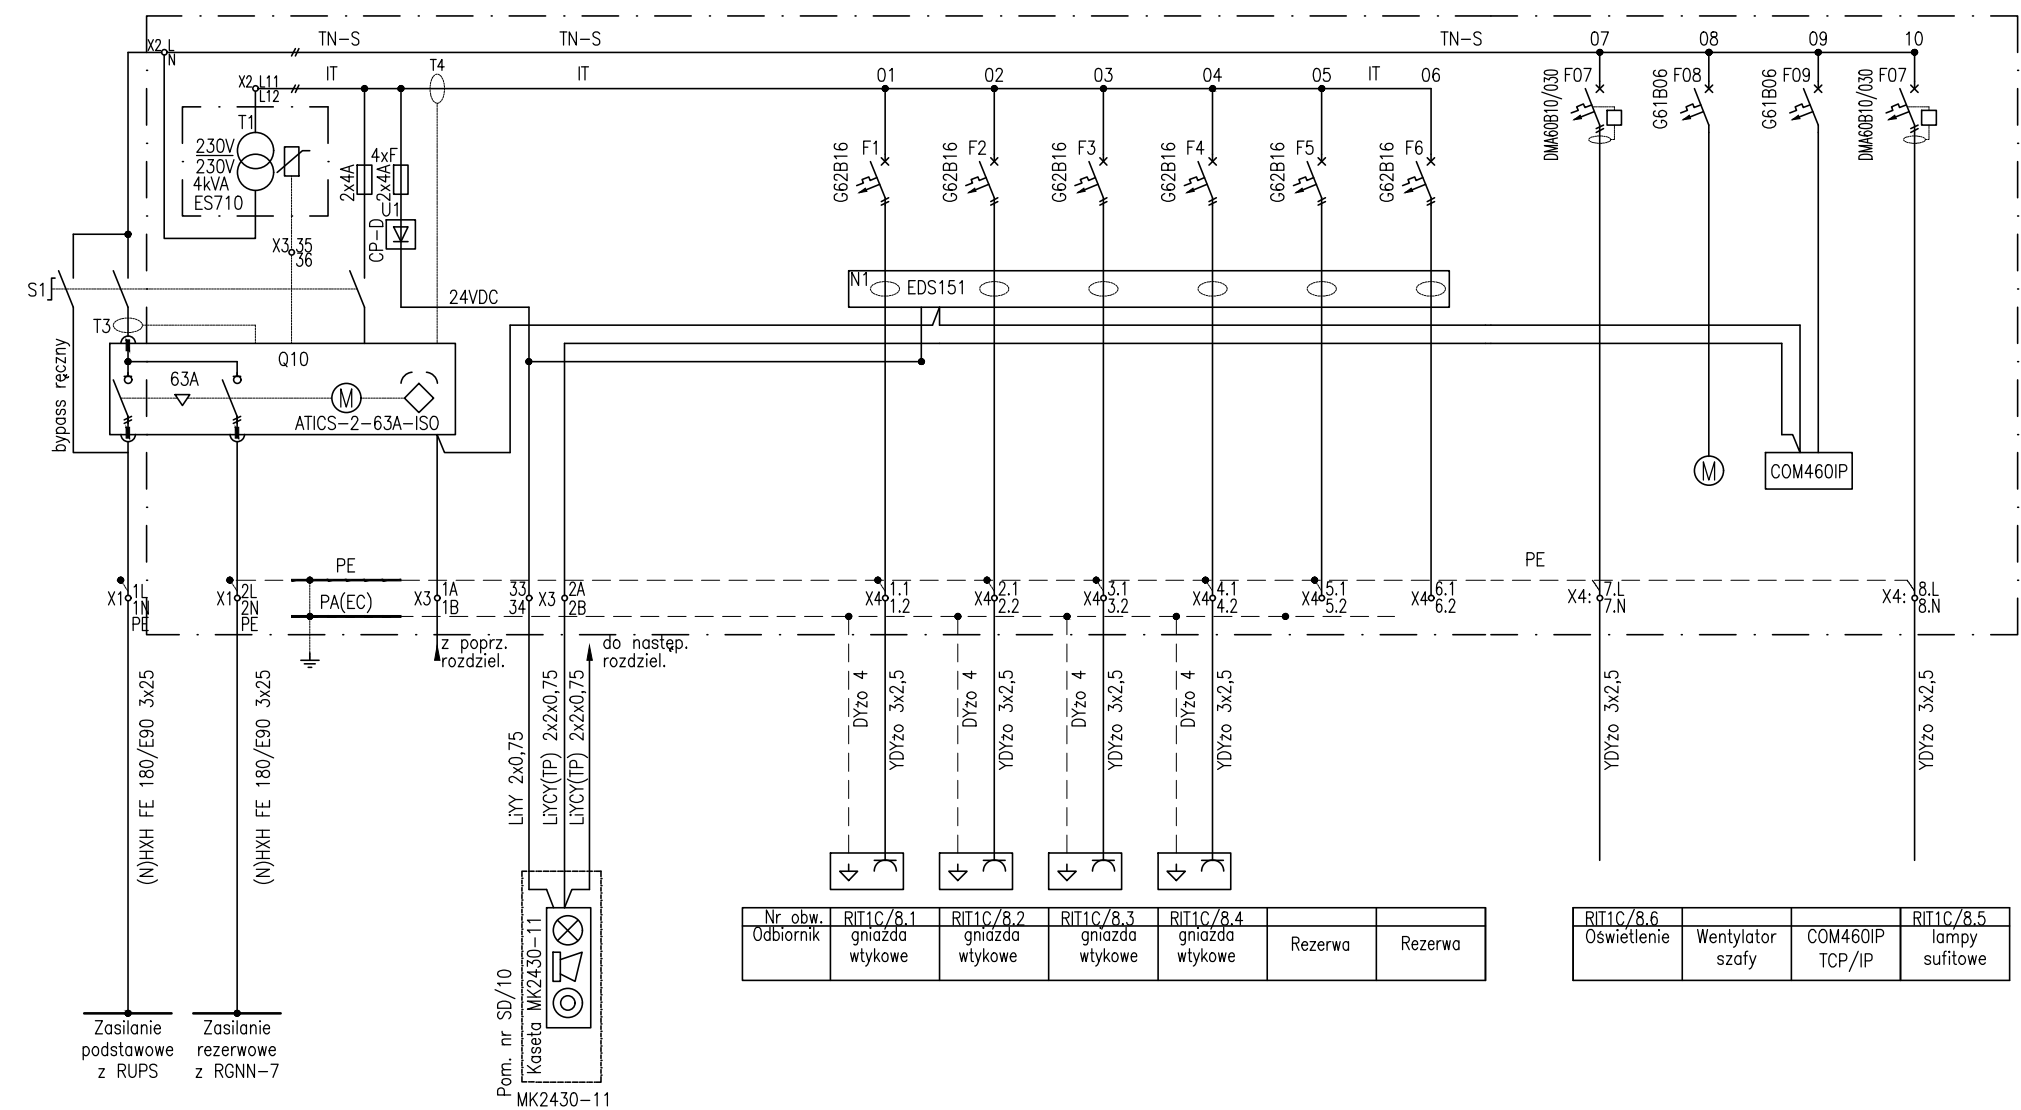 TN-S
TN-S
TN-S
07
08
09
10
X2
L
N
IT
T4
IT
01
02
03
04
05
IT
06
X2
L11
L12
T1
230V
230V
4kVA
ES710
2x4A
4xF
2x4A
U1
CP-D
X3
35
36
G62B16
F1
G62B16
F2
G62B16
F3
G62B16
F4
G62B16
F5
G62B16
F6
DMA60B10/030
F07
G61B06
F08
G61B06
F09
DMA60B10/030
F07
S1
24VDC
N1
EDS151
T3
Q10
bypass ręczny
63A
M
ATICS-2-63A-ISO
M
COM460IP
PE
PE
PA(EC)
X1
1L
1N
PE
X1
2L
2N
PE
X3
1A
1B
33
34
X3
2A
2B
X4
1.1
1.2
X4
2.1
2.2
X4
3.1
3.2
X4
4.1
4.2
X4
5.1
5.2
X4
6.1
6.2
X4:
7.L
7.N
X4:
8.L
8.N
z poprz.
rozdziel.
do następ.
rozdziel.
(N)HXH FE 180/E90 3x25
(N)HXH FE 180/E90 3x25
LiYY 2x0,75
LiYCY(TP) 2x2x0,75
LiYCY(TP) 2x2x0,75
DYżo 4
YDYżo 3x2,5
DYżo 4
YDYżo 3x2,5
DYżo 4
YDYżo 3x2,5
DYżo 4
YDYżo 3x2,5
YDYżo 3x2,5
YDYżo 3x2,5
Nr obw.
RIT1C/8.1
RIT1C/8.2
RIT1C/8.3
RIT1C/8.4
Odbiornik
gniazda
wtykowe
gniazda
wtykowe
gniazda
wtykowe
gniazda
wtykowe
Rezerwa
Rezerwa
RIT1C/8.6
RIT1C/8.5
Oświetlenie
Wentylator
szafy
COM460IP
TCP/IP
lampy
sufitowe
Pom. nr SD/10
Kaseta MK2430-11
MK2430-11
Zasilanie
podstawowe
z RUPS
Zasilanie
rezerwowe
z RGNN-7